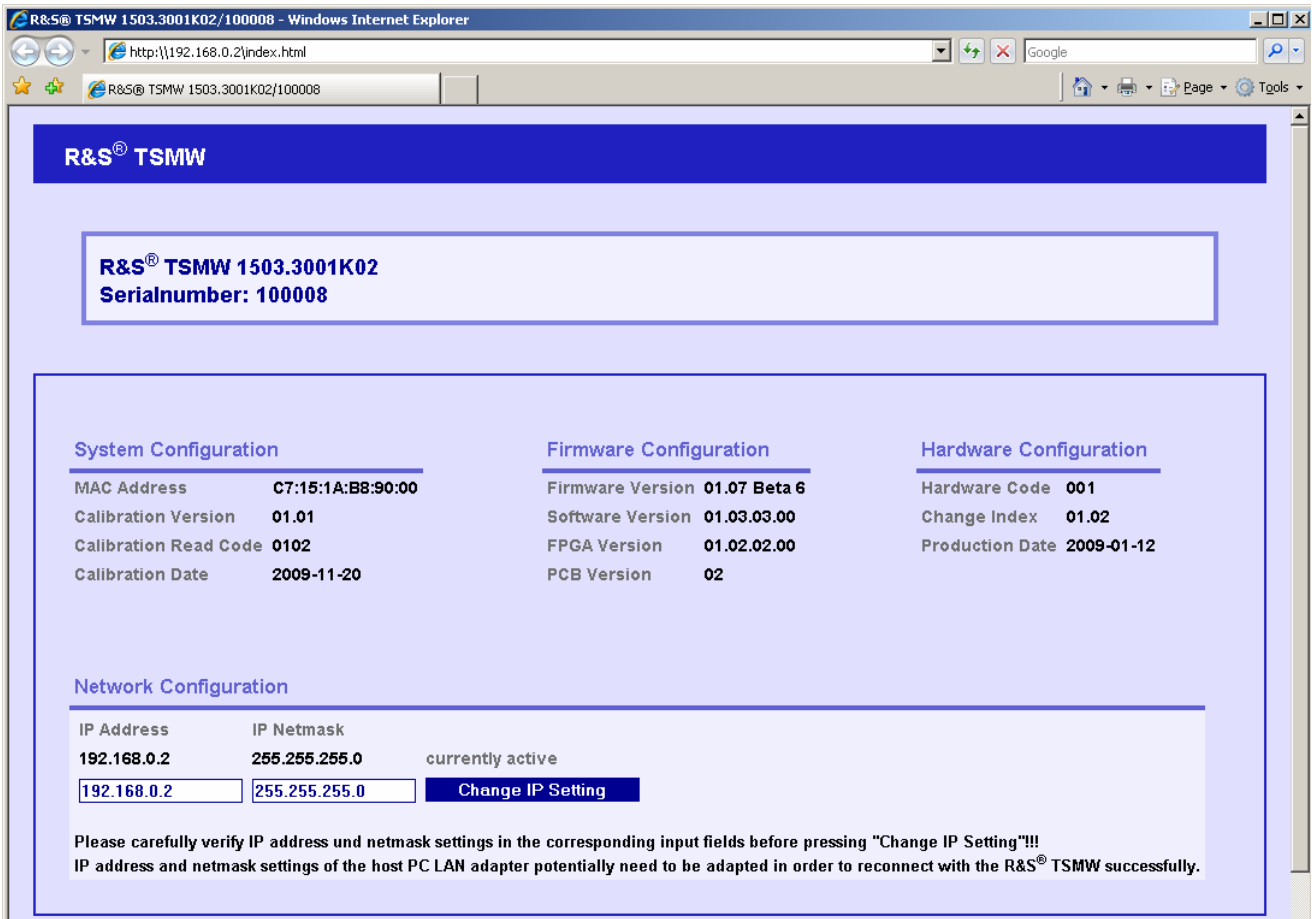 R&S® TSMW 1503.3001K02/100008 - Windows Internet Explorer
http:\\192.168.0.2\index.html
Google
R&S® TSMW 1503.3001K02/100008
Page
Tools
R&S® TSMW
R&S® TSMW 1503.3001K02
Serialnumber: 100008
System Configuration
MAC Address C7:15:1A:B8:90:00
Calibration Version 01.01
Calibration Read Code 0102
Calibration Date 2009-11-20
Firmware Configuration
Firmware Version 01.07 Beta 6
Software Version 01.03.03.00
FPGA Version 01.02.02.00
PCB Version 02
Hardware Configuration
Hardware Code 001
Change Index 01.02
Production Date 2009-01-12
Network Configuration
IP Address IP Netmask
192.168.0.2 255.255.255.0 currently active
192.168.0.2 255.255.255.0 Change IP Setting
Please carefully verify IP address und netmask settings in the corresponding input fields before pressing "Change IP Setting"!!!
IP address and netmask settings of the host PC LAN adapter potentially need to be adapted in order to reconnect with the R&S® TSMW successfully.